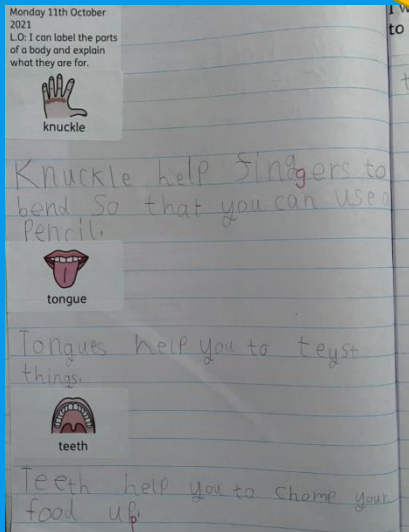 Monday 11th October
2021
L.O: I can label the parts
of a body and explain
what they are for.
knuckle
Knuckle help fingers to
bend So that you can use a
Pencil.
tongue
Tongues help you to teyst
things.
teeth
Teeth help you to chomp your
food up.
to